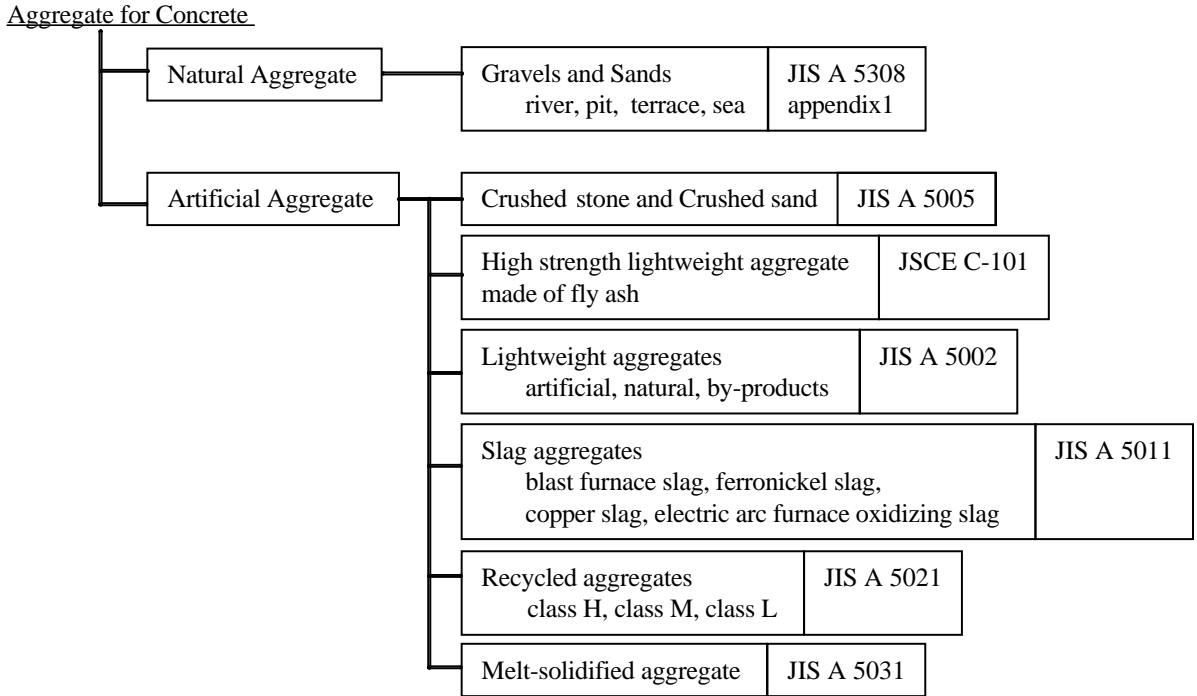 Aggregate for Concrete
Natural Aggregate
Gravels and Sands
river, pit, terrace, sea
JIS A 5308
appendix1
Artificial Aggregate
Crushed stone and Crushed sand
JIS A 5005
High strength lightweight aggregate
made of fly ash
JSCE C-101
Lightweight aggregates
artificial, natural, by-products
JIS A 5002
Slag aggregates
blast furnace slag, ferronickel slag,
copper slag, electric arc furnace oxidizing slag
JIS A 5011
Recycled aggregates
class H, class M, class L
JIS A 5021
Melt-solidified aggregate
JIS A 5031